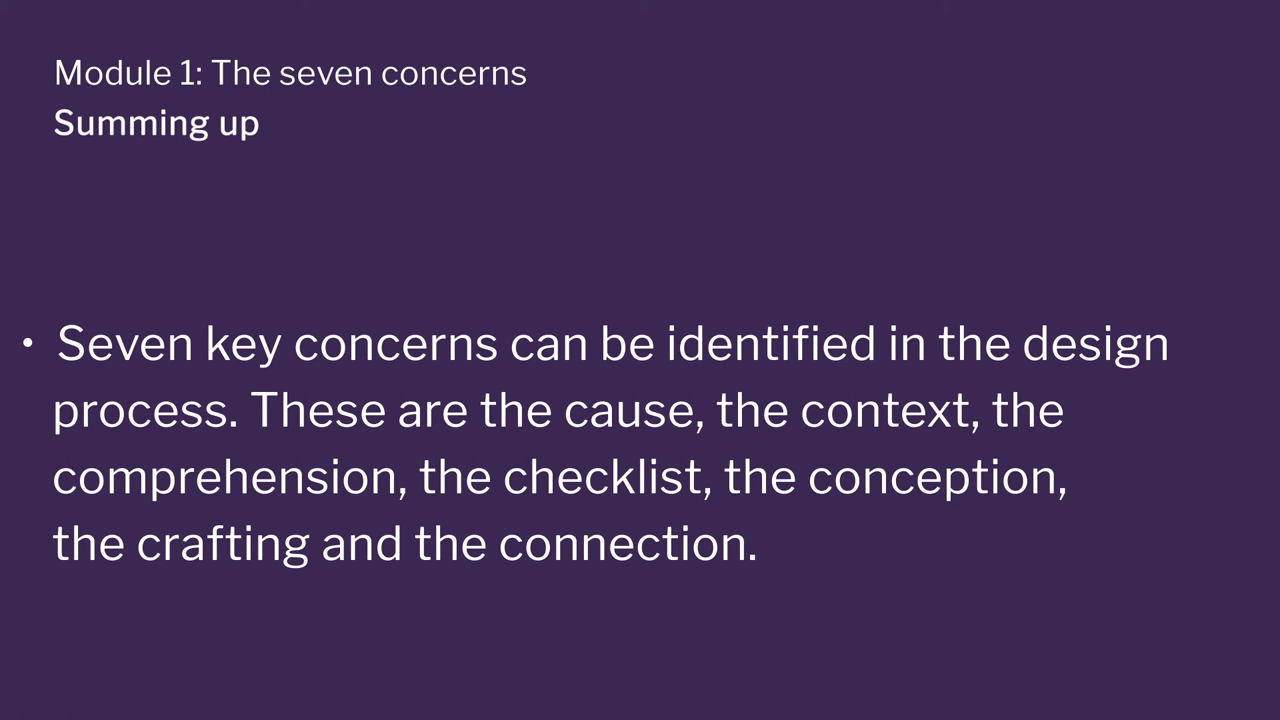 Module 1: The seven concerns
Summing up
• Seven key concerns can be identified in the design
process. These are the cause, the context, the
comprehension, the checklist, the conception,
the crafting and the connection.